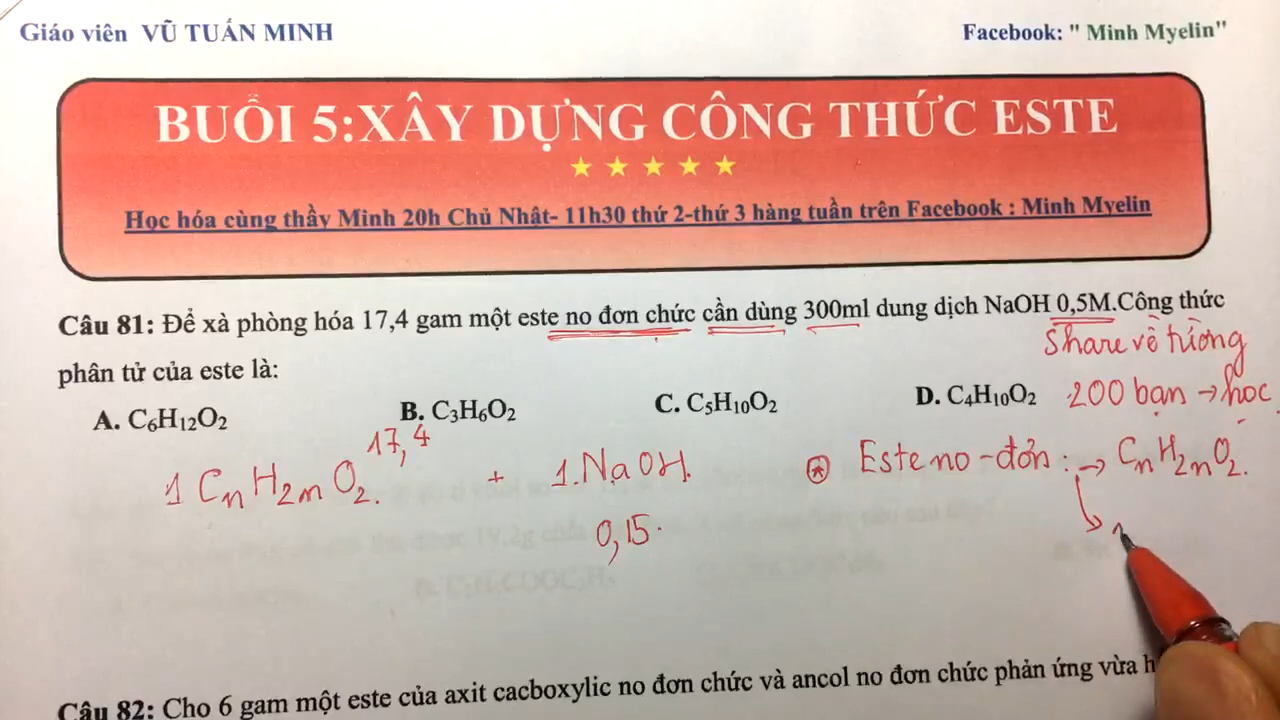 Giáo viên VŨ TUẤN MINH
Facebook: " Minh Myelin"
BUỔI 5:XÂY DỰNG CÔNG THỨC ESTE
Học hóa cùng thầy Minh 20h Chủ Nhật- 11h30 thứ 2-thứ 3 hàng tuần trên Facebook : Minh Myelin
Câu 81: Để xà phòng hóa 17,4 gam một este no đơn chức cần dùng 300ml dung dịch NaOH 0,5M.Công thức
phân tử của este là:
Share về tường
A. C₆H₁₂O₂ B. C₃H₆O₂ C. C₅H₁₀O₂ D. C₄H₁₀O₂
200 bạn → học
17,4
1 CₙH₂ₙO₂. + 1.NaOH.
0,15.
Este no - đơn : → CₙH₂ₙO₂.
Câu 82: Cho 6 gam một este của axit cacboxylic no đơn chức và ancol no đơn chức phản ứng vừa